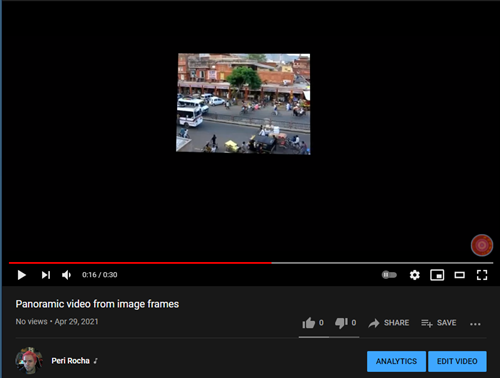 0:16 / 0:30
Panoramic video from image frames
No views • Apr 29, 2021
0 0 SHARE SAVE
Peri Rocha
ANALYTICS EDIT VIDEO